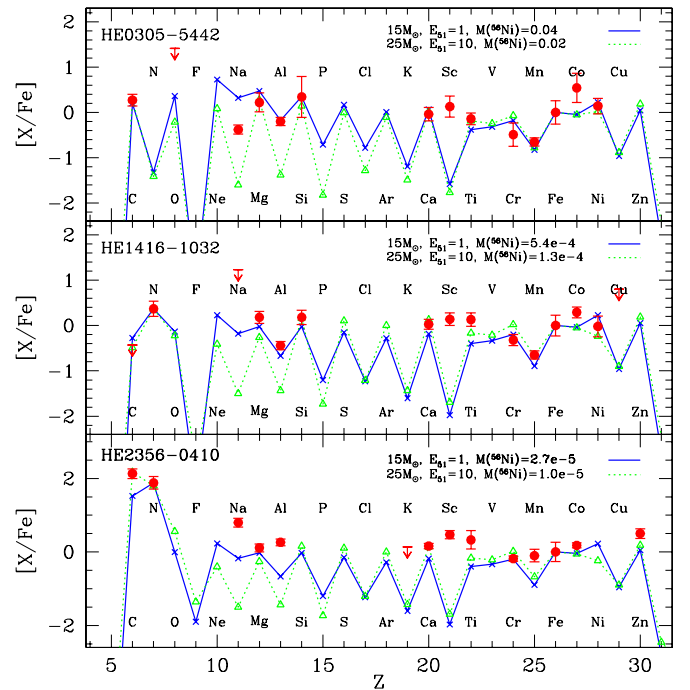 HE0305-5442
15M⊙, E51=1, M(56Ni)=0.04
25M⊙, E51=10, M(56Ni)=0.02
2
1
0
-1
-2
[X/Fe]
N F Na Al P Cl K Sc V Mn Co Cu
C O Ne Mg Si S Ar Ca Ti Cr Fe Ni Zn
HE1416-1032
15M⊙, E51=1, M(56Ni)=5.4e-4
25M⊙, E51=10, M(56Ni)=1.3e-4
2
1
0
-1
-2
[X/Fe]
N F Na Al P Cl K Sc V Mn Co Cu
C O Ne Mg Si S Ar Ca Ti Cr Fe Ni Zn
HE2356-0410
15M⊙, E51=1, M(56Ni)=2.7e-5
25M⊙, E51=10, M(56Ni)=1.0e-5
2
0
-2
[X/Fe]
N F Na Al P Cl K Sc V Mn Co Cu
C O Ne Mg Si S Ar Ca Ti Cr Fe Ni Zn
5 10 15 20 25 30
Z